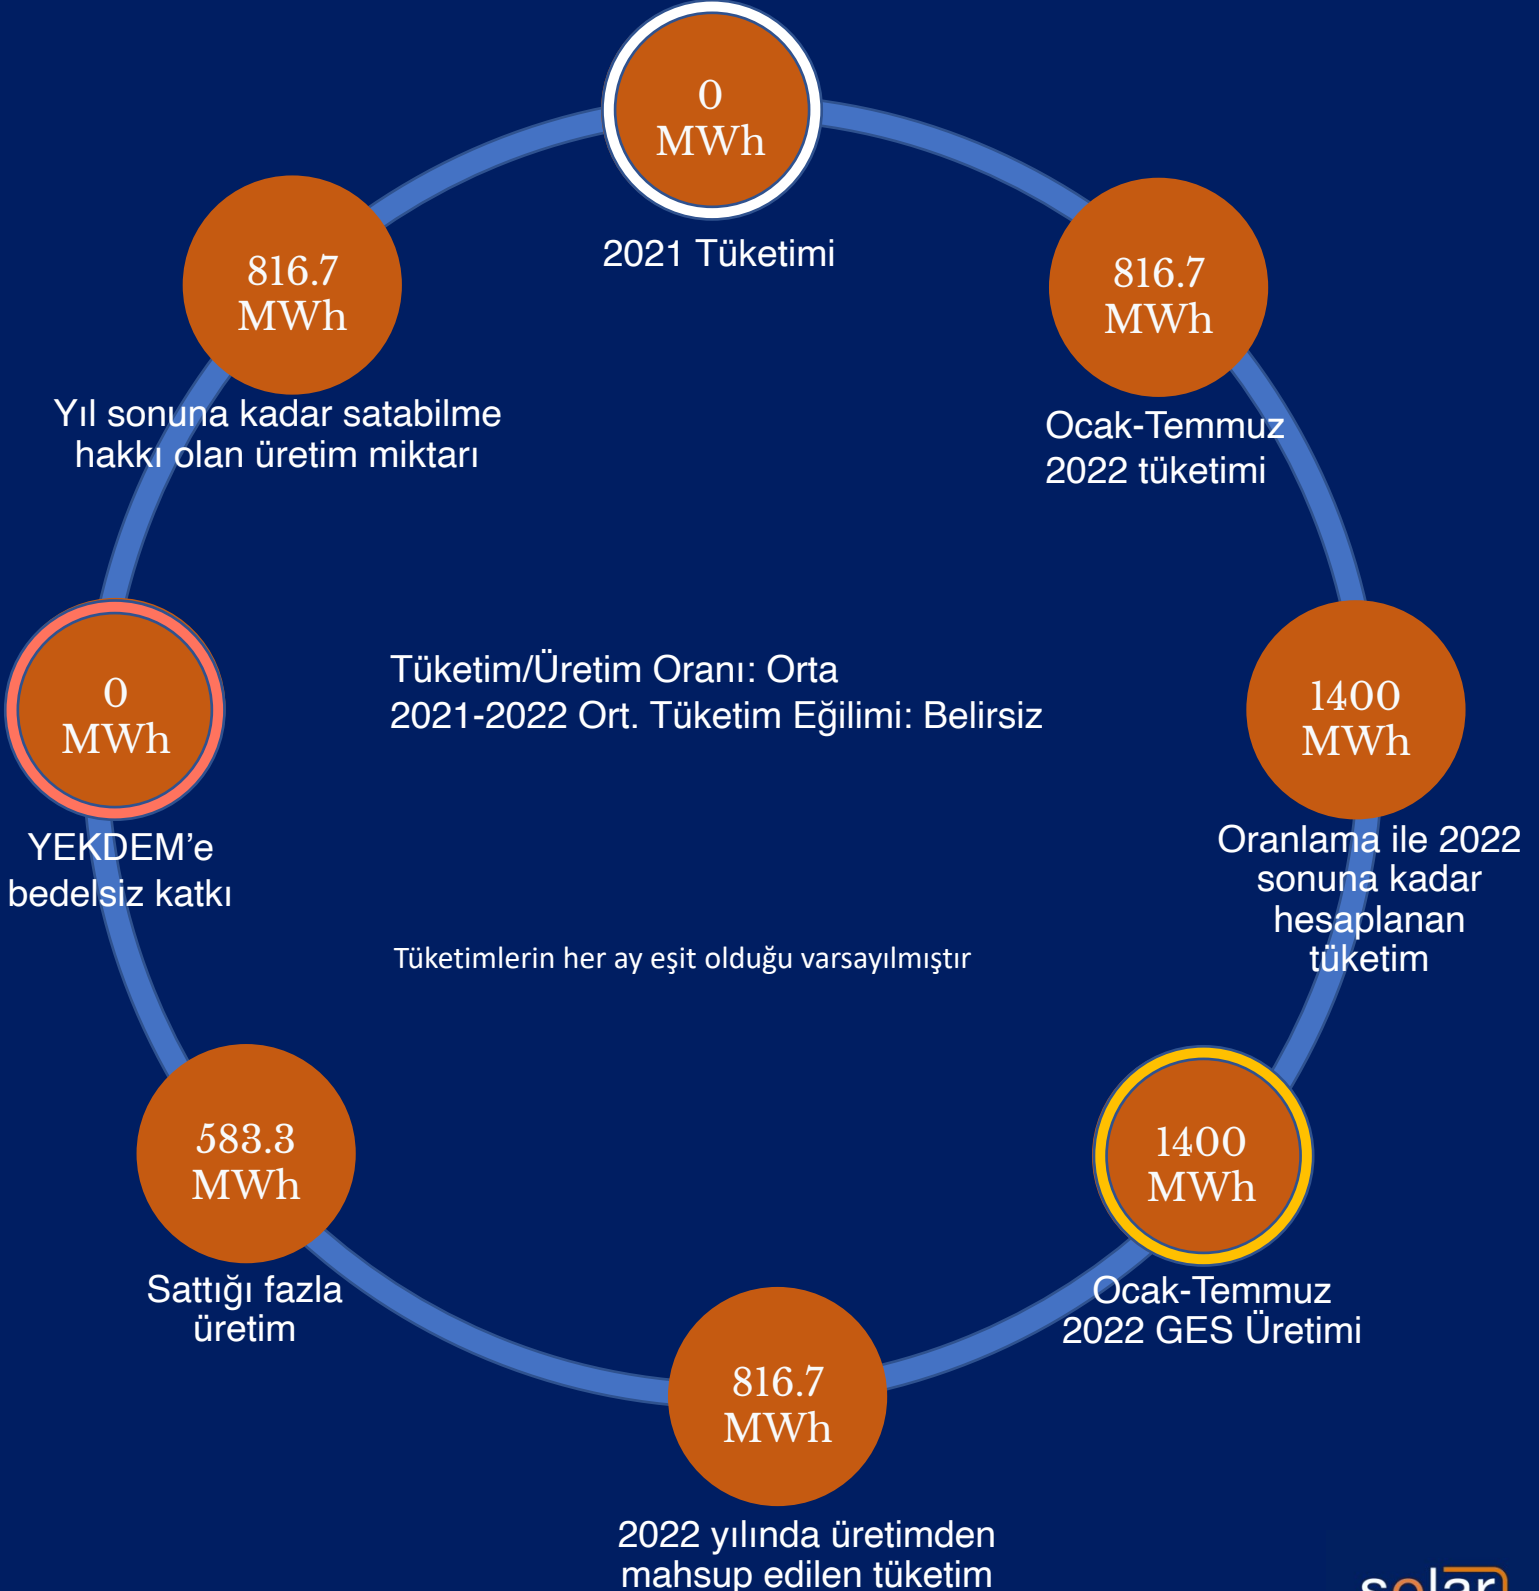 0
MWh
2021 Tüketimi
816.7
MWh
Ocak-Temmuz
2022 tüketimi
1400
MWh
Oranlama ile 2022
sonuna kadar
hesaplanan
tüketim
1400
MWh
Ocak-Temmuz
2022 GES Üretimi
816.7
MWh
2022 yılında üretimden
mahsup edilen tüketim
583.3
MWh
Sattığı fazla
üretim
0
MWh
YEKDEM’e
bedelsiz katkı
816.7
MWh
Yıl sonuna kadar satabilme
hakkı olan üretim miktarı
Tüketim/Üretim Oranı: Orta
2021-2022 Ort. Tüketim Eğilimi: Belirsiz
Tüketimlerin her ay eşit olduğu varsayılmıştır
solar